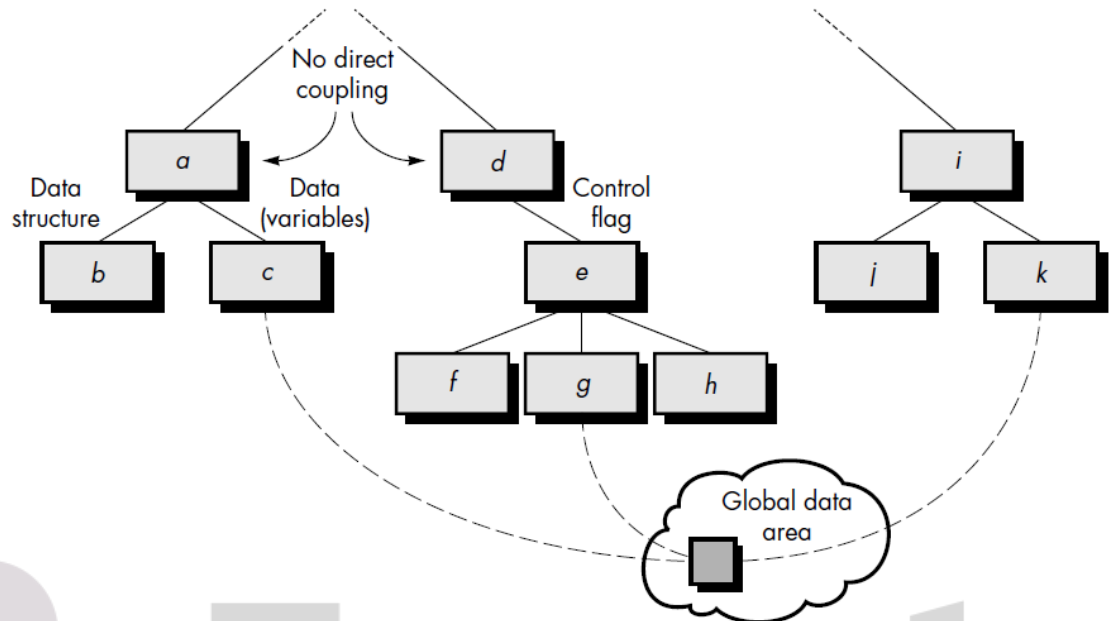 No direct
coupling
a
d
i
Data
structure
Data
(variables)
Control
flag
b
c
e
j
k
f
g
h
Global data
area